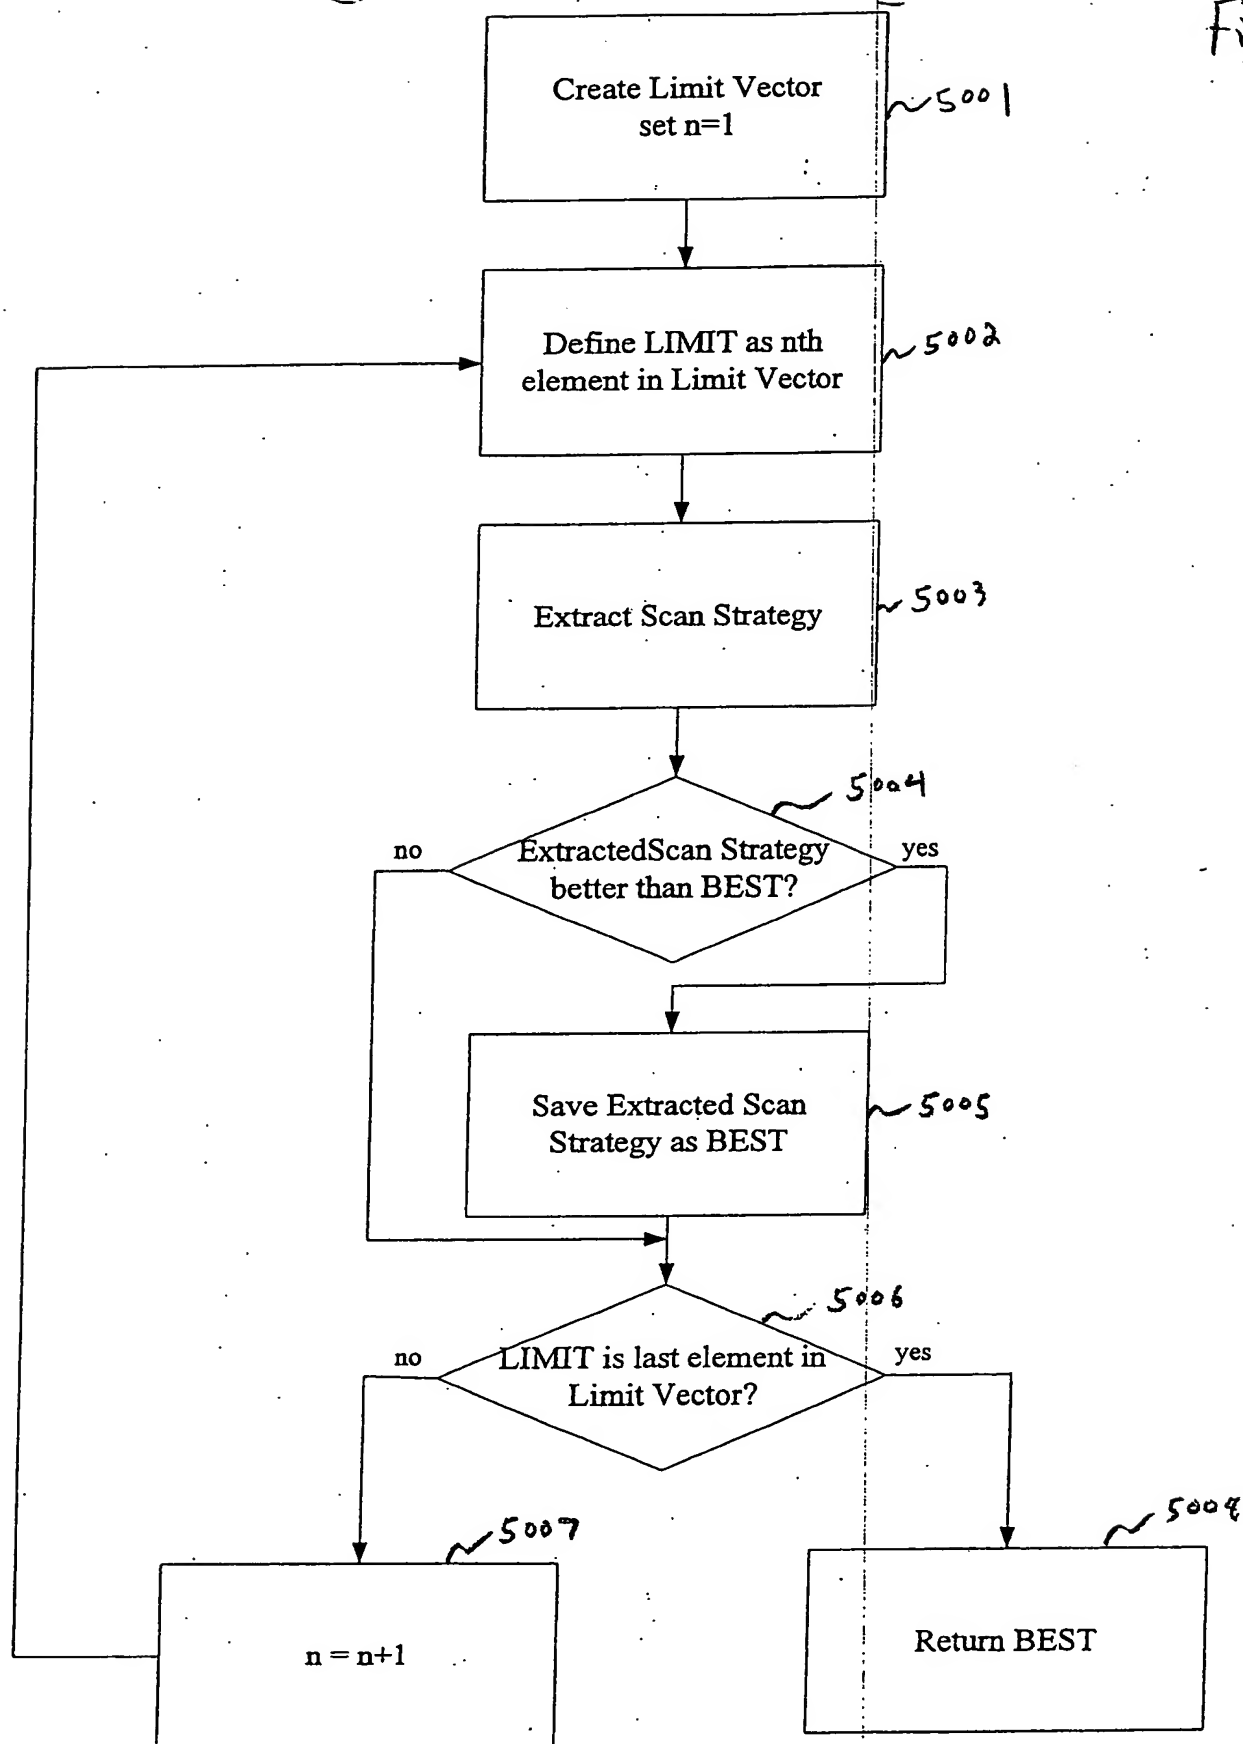 Create Limit Vector
set n=1
5001
Define LIMIT as nth
element in Limit Vector
5002
Extract Scan Strategy
5003
5004
no
ExtractedScan Strategy
better than BEST?
yes
Save Extracted Scan
Strategy as BEST
5005
5006
no
LIMIT is last element in
Limit Vector?
yes
5007
5008
n = n+1
Return BEST